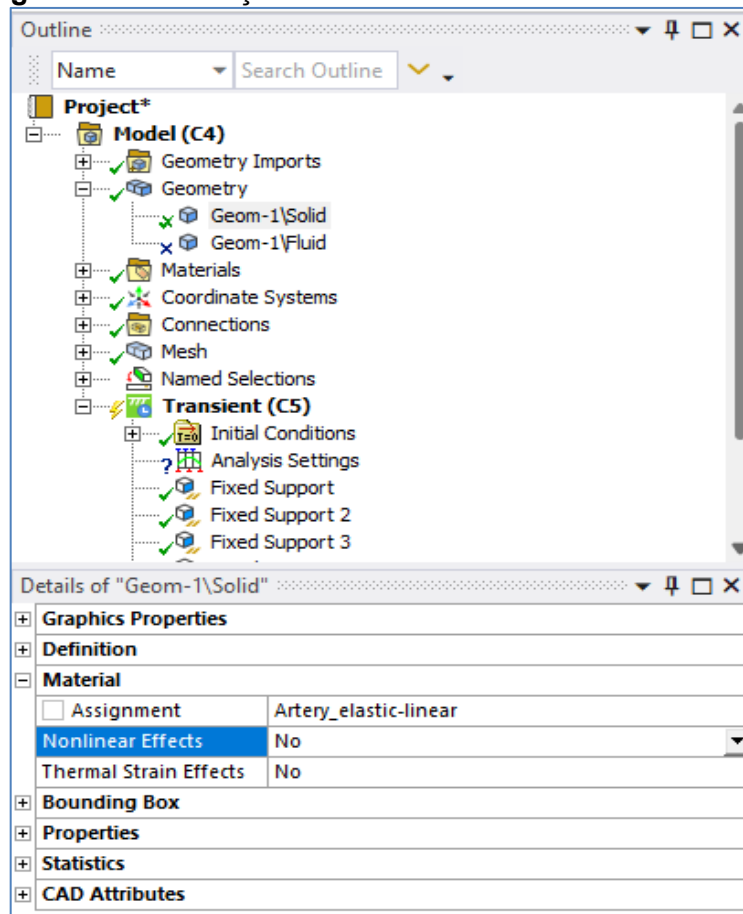 Outline
Name Search Outline
Project*
Model (C4)
Geometry Imports
Geometry
Geom-1\Solid
Geom-1\Fluid
Materials
Coordinate Systems
Connections
Mesh
Named Selections
Transient (C5)
T=0 Initial Conditions
? Analysis Settings
Fixed Support
Fixed Support 2
Fixed Support 3
Details of "Geom-1\Solid"
Graphics Properties
Definition
Material
Assignment Artery_elastic-linear
Nonlinear Effects No
Thermal Strain Effects No
Bounding Box
Properties
Statistics
CAD Attributes